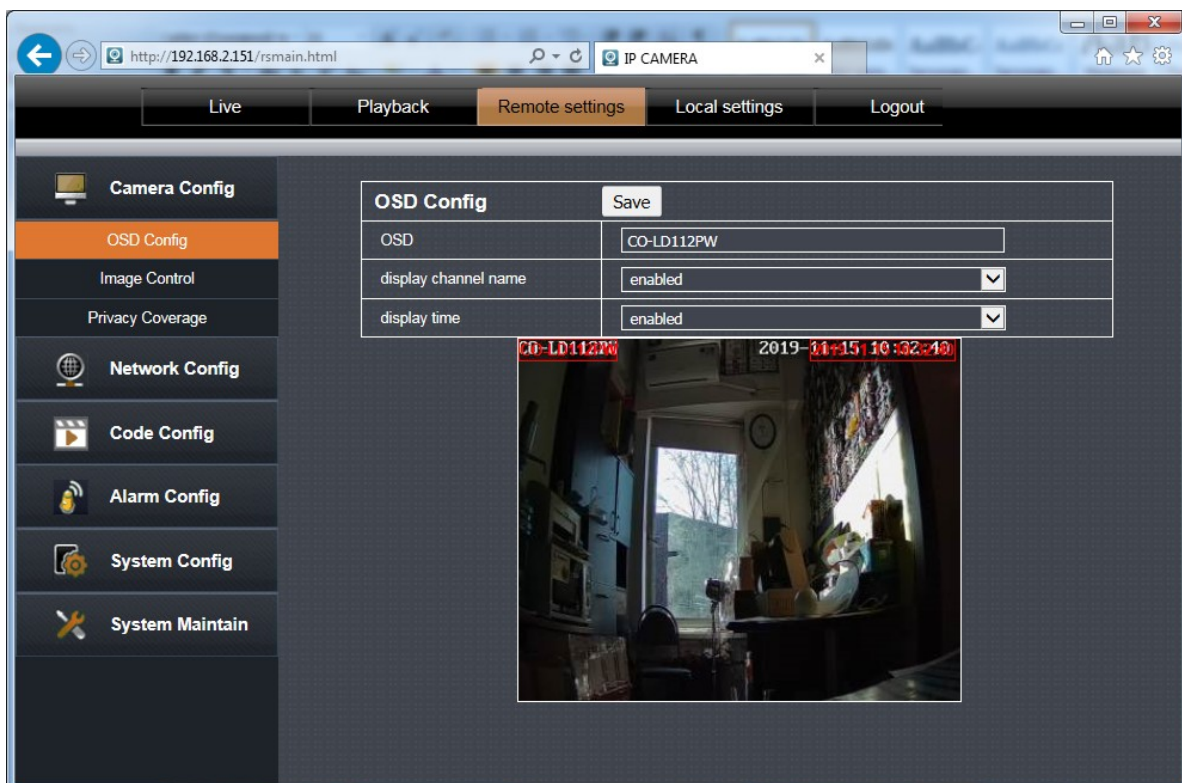 http://192.168.2.151/rsmain.html
IP CAMERA
Live Playback Remote settings Local settings Logout
Camera Config
OSD Config
Image Control
Privacy Coverage
Network Config
Code Config
Alarm Config
System Config
System Maintain
OSD Config Save
OSD CO-LD112PW
display channel name enabled
display time enabled
CO-LD112PW 2019-11-15 10:32:40